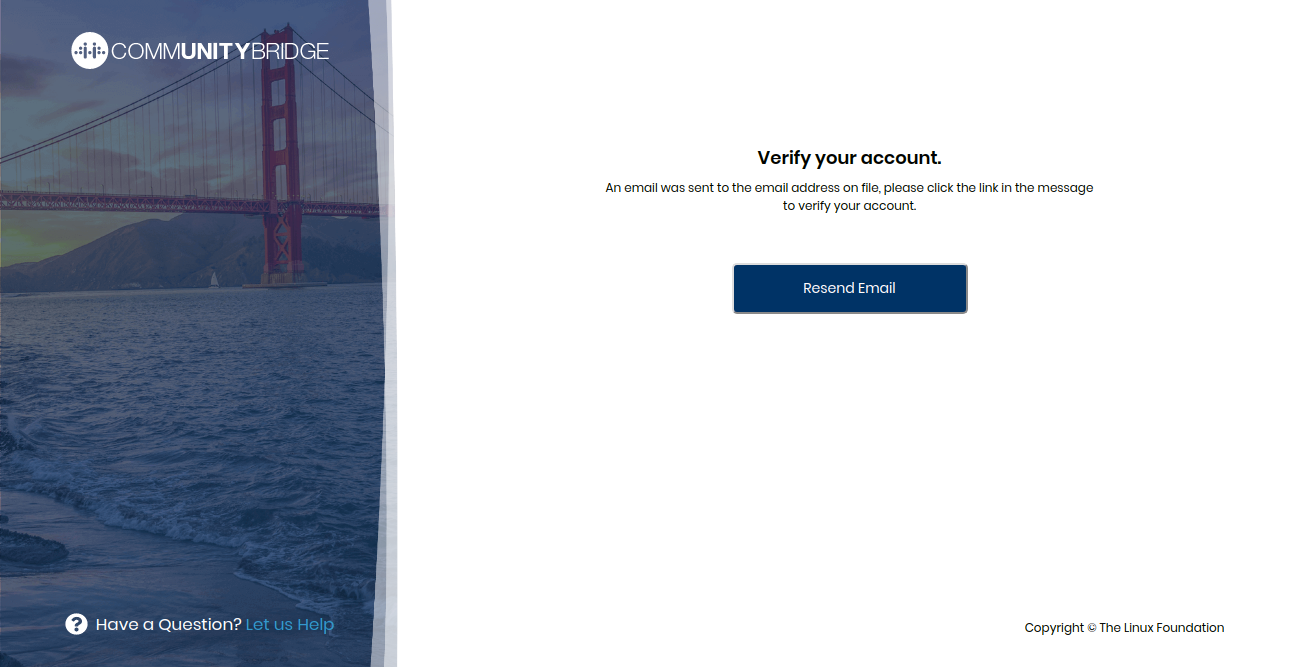 COMMUNITYBRIDGE
Verify your account.
An email was sent to the email address on file, please click the link in the message
to verify your account.
Resend Email
Have a Question? Let us Help
Copyright © The Linux Foundation